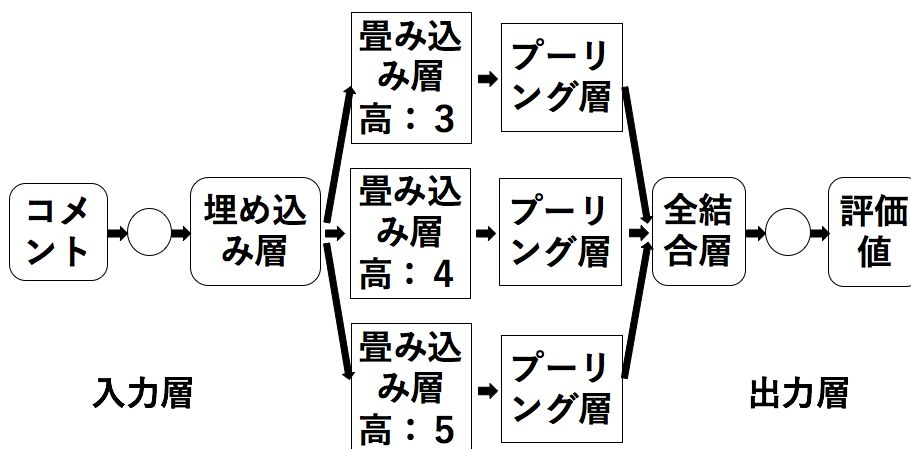 コメ
ント
埋め込
み層
畳み込
み層
高：3
プーリ
ング層
畳み込
み層
高：4
プーリ
ング層
畳み込
み層
高：5
プーリ
ング層
全結
合層
評価
値
入力層
出力層